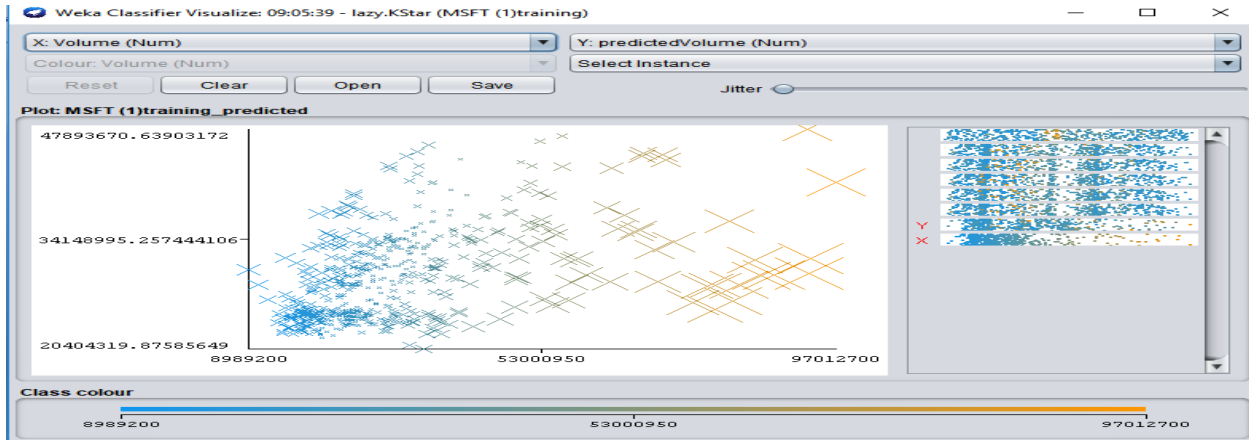 Weka Classifier Visualize: 09:05:39 - lazy.KStar (MSFT (1)training)
X: Volume (Num) Y: predictedVolume (Num)
Colour: Volume (Num) Select Instance
Reset Clear Open Save Jitter
Plot: MSFT (1)training_predicted
47893670.63903172
34148995.257444106
20404319.87585649
8989200 53000950 97012700
Y
X
Class colour
8989200 53000950 97012700